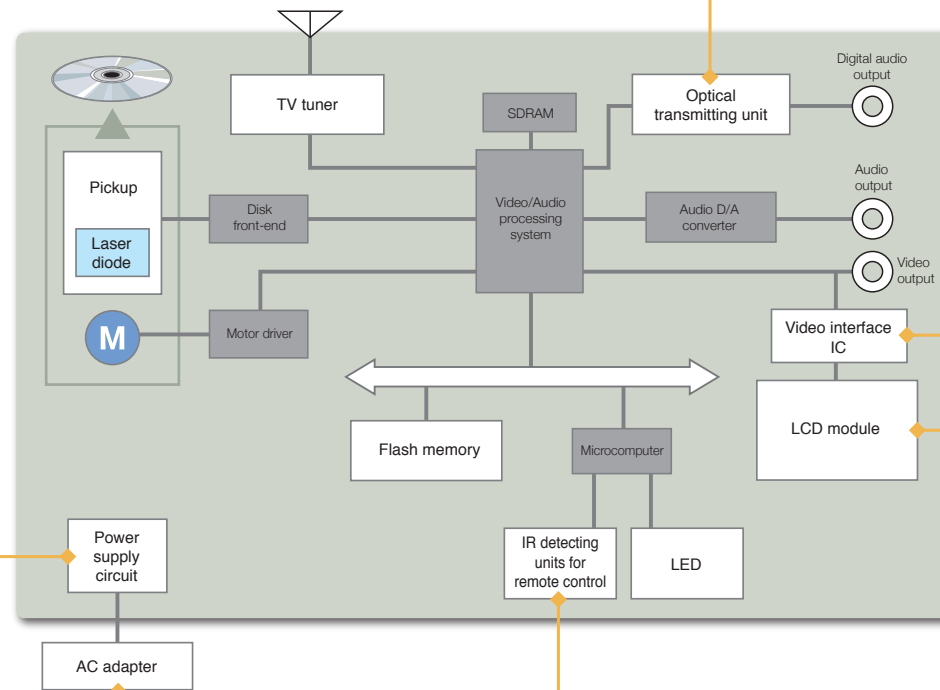 Digital audio
output
TV tuner
Optical
transmitting unit
SDRAM
Pickup
Laser
diode
Disk
front-end
Video/Audio
processing
system
Audio D/A
converter
Audio
output
Video
output
M
Motor driver
Video interface
IC
LCD module
Flash memory
Microcomputer
Power
supply
circuit
IR detecting
units for
remote control
LED
AC adapter